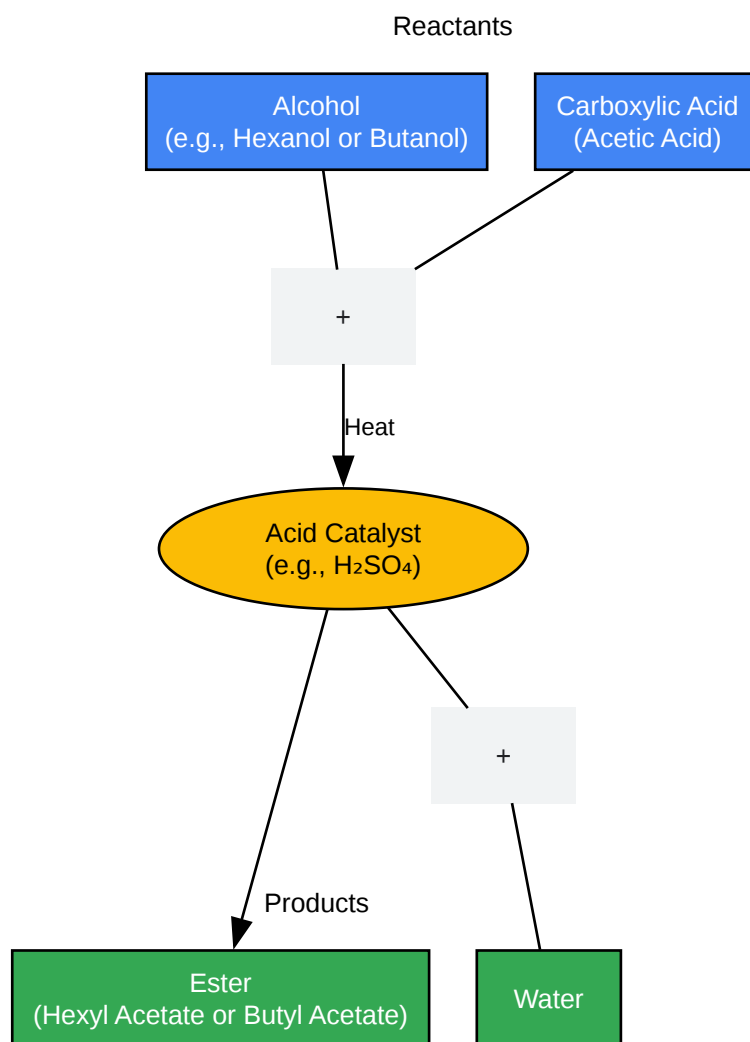 Reactants
Alcohol
(e.g., Hexanol or Butanol)
Carboxylic Acid
(Acetic Acid)
+
Heat
Acid Catalyst
(e.g., H₂SO₄)
+
Products
Ester
(Hexyl Acetate or Butyl Acetate)
Water